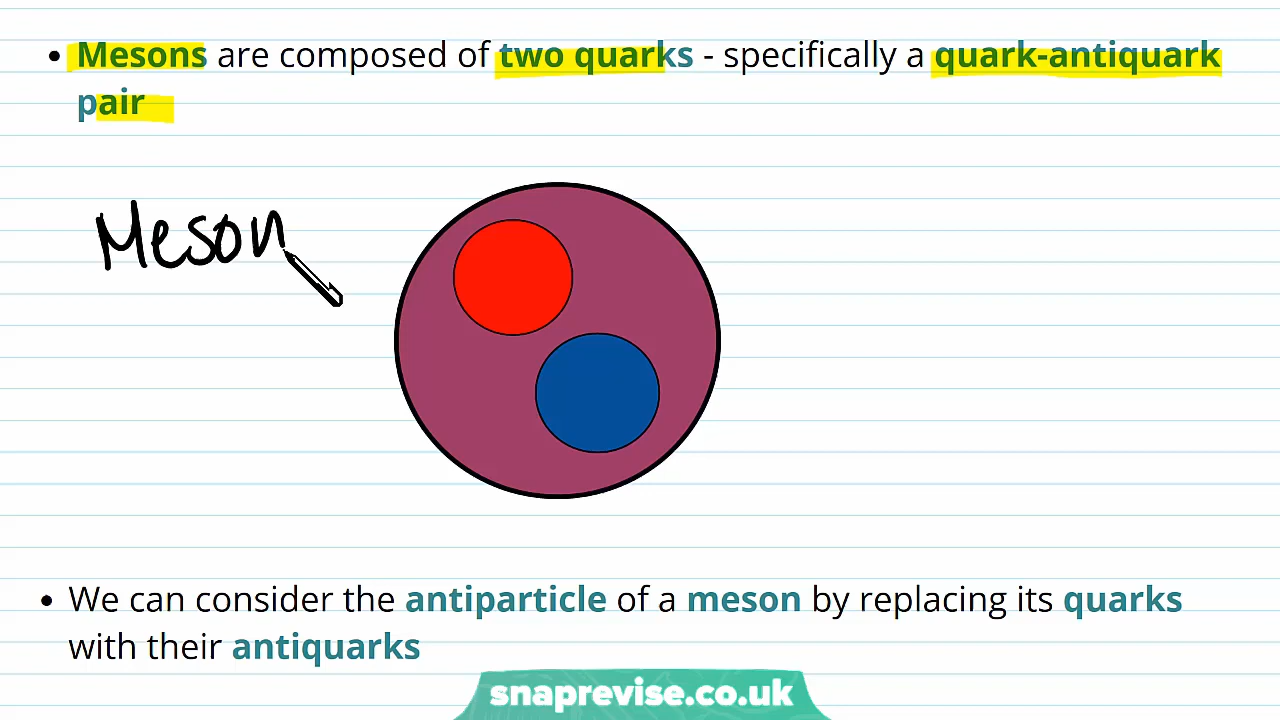 • Mesons are composed of two quarks - specifically a quark-antiquark
pair
Meson
• We can consider the antiparticle of a meson by replacing its quarks
with their antiquarks
snaprevise.co.uk